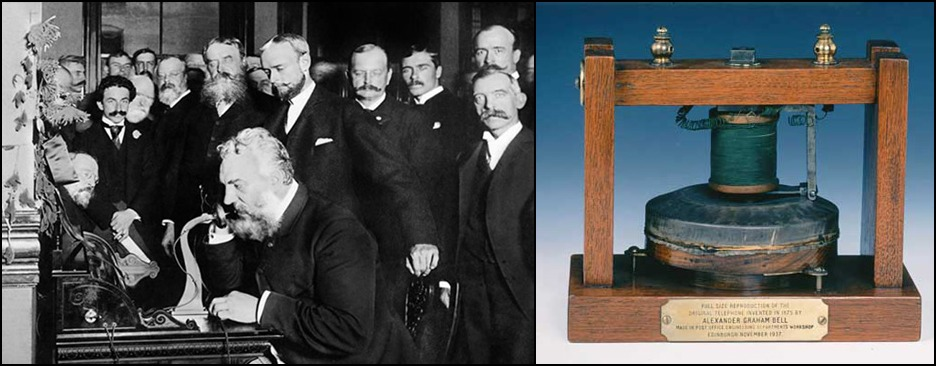 FULL SIZE REPRODUCTION OF THE
ORIGINAL TELEPHONE INVENTED IN 1875 BY
ALEXANDER GRAHAM BELL
MADE IN POST OFFICE ENGINEERING DEPARTMENTS WORKSHOP
EDINBURGH NOVEMBER 1937.